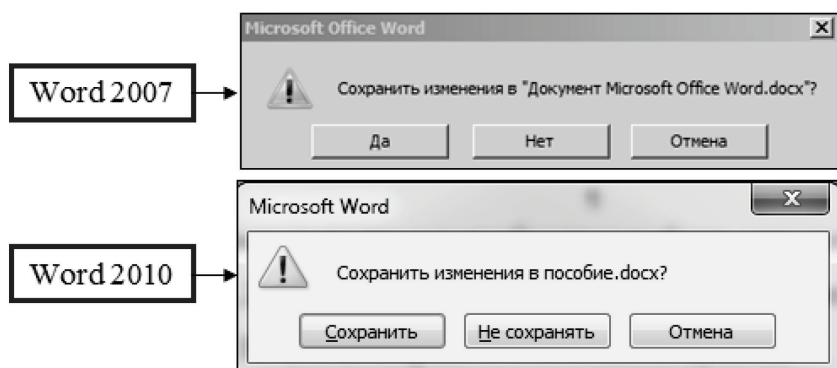 Microsoft Office Word
Word 2007
Сохранить изменения в "Документ Microsoft Office Word.docx"?
Да Нет Отмена
Microsoft Word
Word 2010
Сохранить изменения в пособие.docx?
Сохранить Не сохранять Отмена